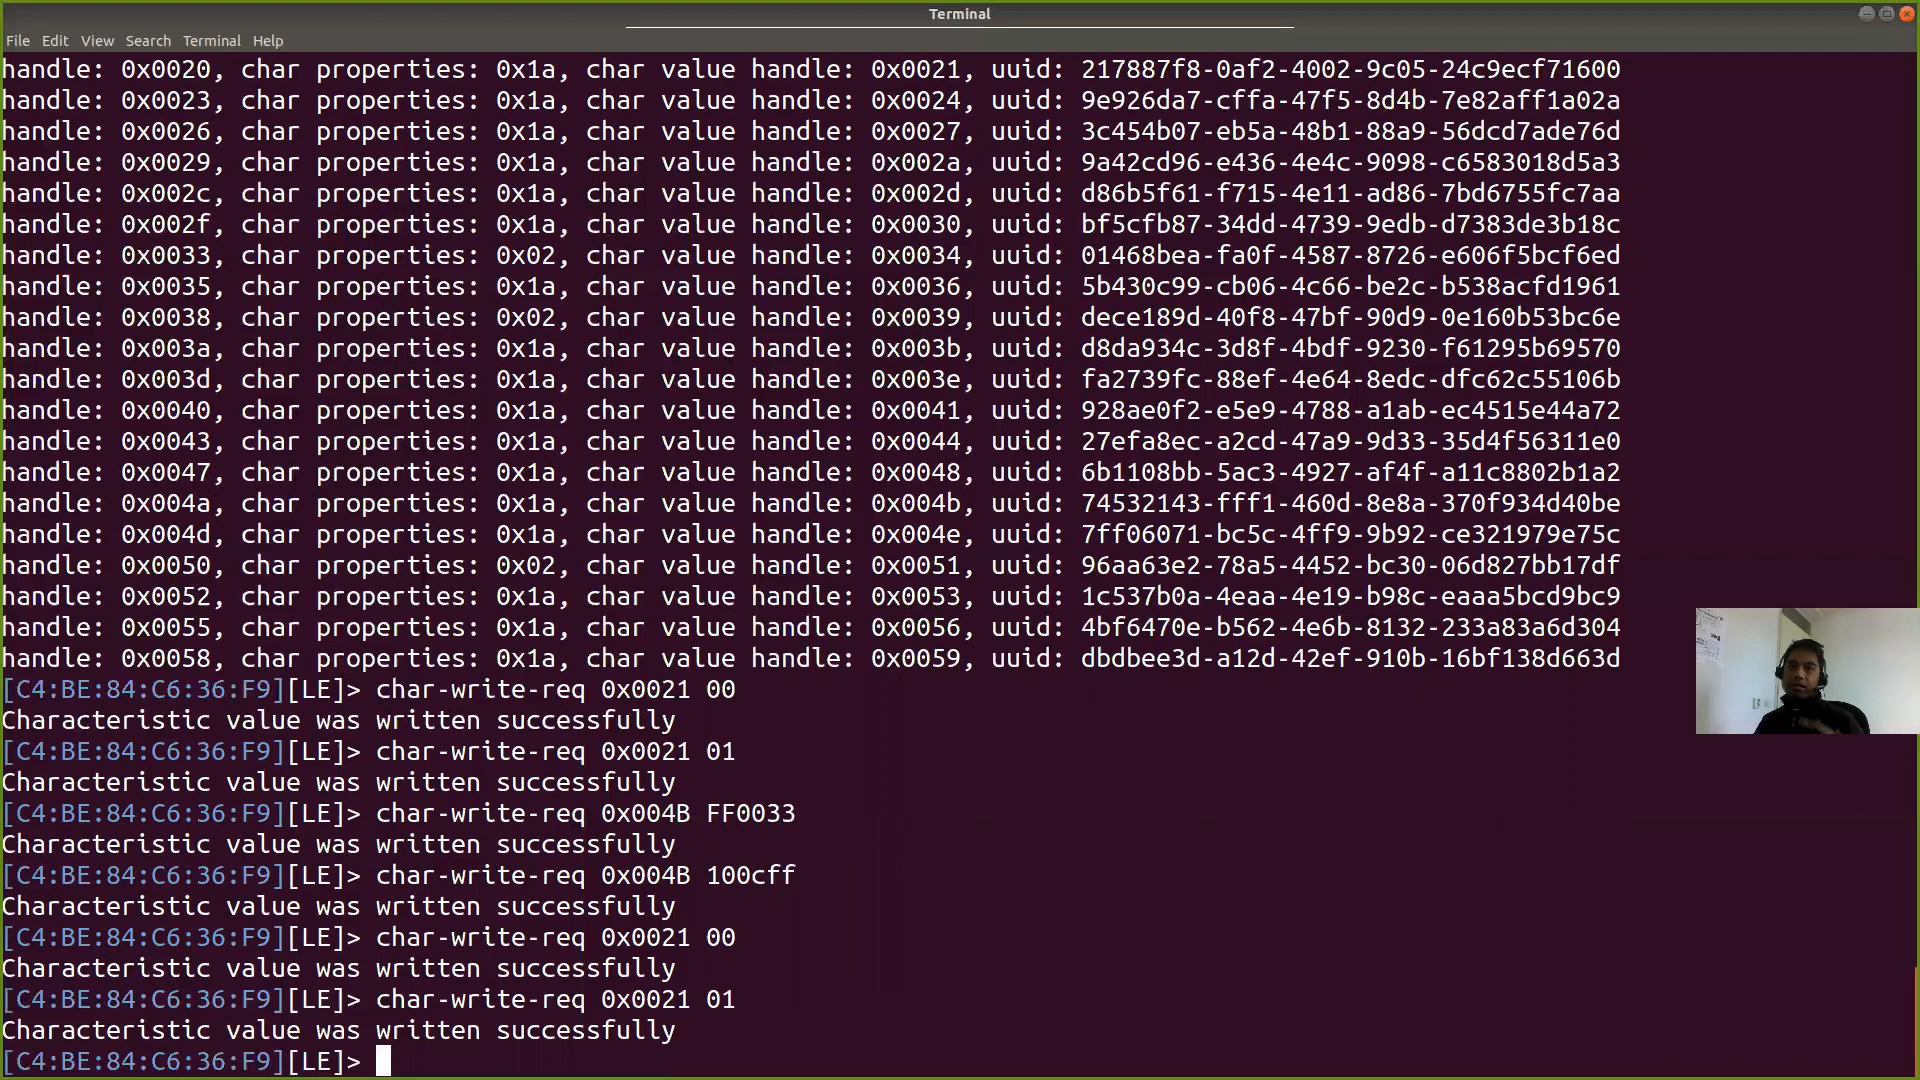 Terminal
File Edit View Search Terminal Help
handle: 0x0020, char properties: 0x1a, char value handle: 0x0021, uuid: 217887f8-0af2-4002-9c05-24c9ecf71600
handle: 0x0023, char properties: 0x1a, char value handle: 0x0024, uuid: 9e926da7-cffa-47f5-8d4b-7e82aff1a02a
handle: 0x0026, char properties: 0x1a, char value handle: 0x0027, uuid: 3c454b07-eb5a-48b1-88a9-56dcd7ade76d
handle: 0x0029, char properties: 0x1a, char value handle: 0x002a, uuid: 9a42cd96-e436-4e4c-9098-c6583018d5a3
handle: 0x002c, char properties: 0x1a, char value handle: 0x002d, uuid: d86b5f61-f715-4e11-ad86-7bd6755fc7aa
handle: 0x002f, char properties: 0x1a, char value handle: 0x0030, uuid: bf5cfb87-34dd-4739-9edb-d7383de3b18c
handle: 0x0033, char properties: 0x02, char value handle: 0x0034, uuid: 01468bea-fa0f-4587-8726-e606f5bcf6ed
handle: 0x0035, char properties: 0x1a, char value handle: 0x0036, uuid: 5b430c99-cb06-4c66-be2c-b538acfd1961
handle: 0x0038, char properties: 0x02, char value handle: 0x0039, uuid: dece189d-40f8-47bf-90d9-0e160b53bc6e
handle: 0x003a, char properties: 0x1a, char value handle: 0x003b, uuid: d8da934c-3d8f-4bdf-9230-f61295b69570
handle: 0x003d, char properties: 0x1a, char value handle: 0x003e, uuid: fa2739fc-88ef-4e64-8edc-dfc62c55106b
handle: 0x0040, char properties: 0x1a, char value handle: 0x0041, uuid: 928ae0f2-e5e9-4788-a1ab-ec4515e44a72
handle: 0x0043, char properties: 0x1a, char value handle: 0x0044, uuid: 27efa8ec-a2cd-47a9-9d33-35d4f56311e0
handle: 0x0047, char properties: 0x1a, char value handle: 0x0048, uuid: 6b1108bb-5ac3-4927-af4f-a11c8802b1a2
handle: 0x004a, char properties: 0x1a, char value handle: 0x004b, uuid: 74532143-fff1-460d-8e8a-370f934d40be
handle: 0x004d, char properties: 0x1a, char value handle: 0x004e, uuid: 7ff06071-bc5c-4ff9-9b92-ce321979e75c
handle: 0x0050, char properties: 0x02, char value handle: 0x0051, uuid: 96aa63e2-78a5-4452-bc30-06d827bb17df
handle: 0x0052, char properties: 0x1a, char value handle: 0x0053, uuid: 1c537b0a-4eaa-4e19-b98c-eaaa5bcd9bc9
handle: 0x0055, char properties: 0x1a, char value handle: 0x0056, uuid: 4bf6470e-b562-4e6b-8132-233a83a6d304
handle: 0x0058, char properties: 0x1a, char value handle: 0x0059, uuid: dbdbee3d-a12d-42ef-910b-16bf138d663d
[C4:BE:84:C6:36:F9][LE]> char-write-req 0x0021 00
Characteristic value was written successfully
[C4:BE:84:C6:36:F9][LE]> char-write-req 0x0021 01
Characteristic value was written successfully
[C4:BE:84:C6:36:F9][LE]> char-write-req 0x004B FF0033
Characteristic value was written successfully
[C4:BE:84:C6:36:F9][LE]> char-write-req 0x004B 100cff
Characteristic value was written successfully
[C4:BE:84:C6:36:F9][LE]> char-write-req 0x0021 00
Characteristic value was written successfully
[C4:BE:84:C6:36:F9][LE]> char-write-req 0x0021 01
Characteristic value was written successfully
[C4:BE:84:C6:36:F9][LE]>